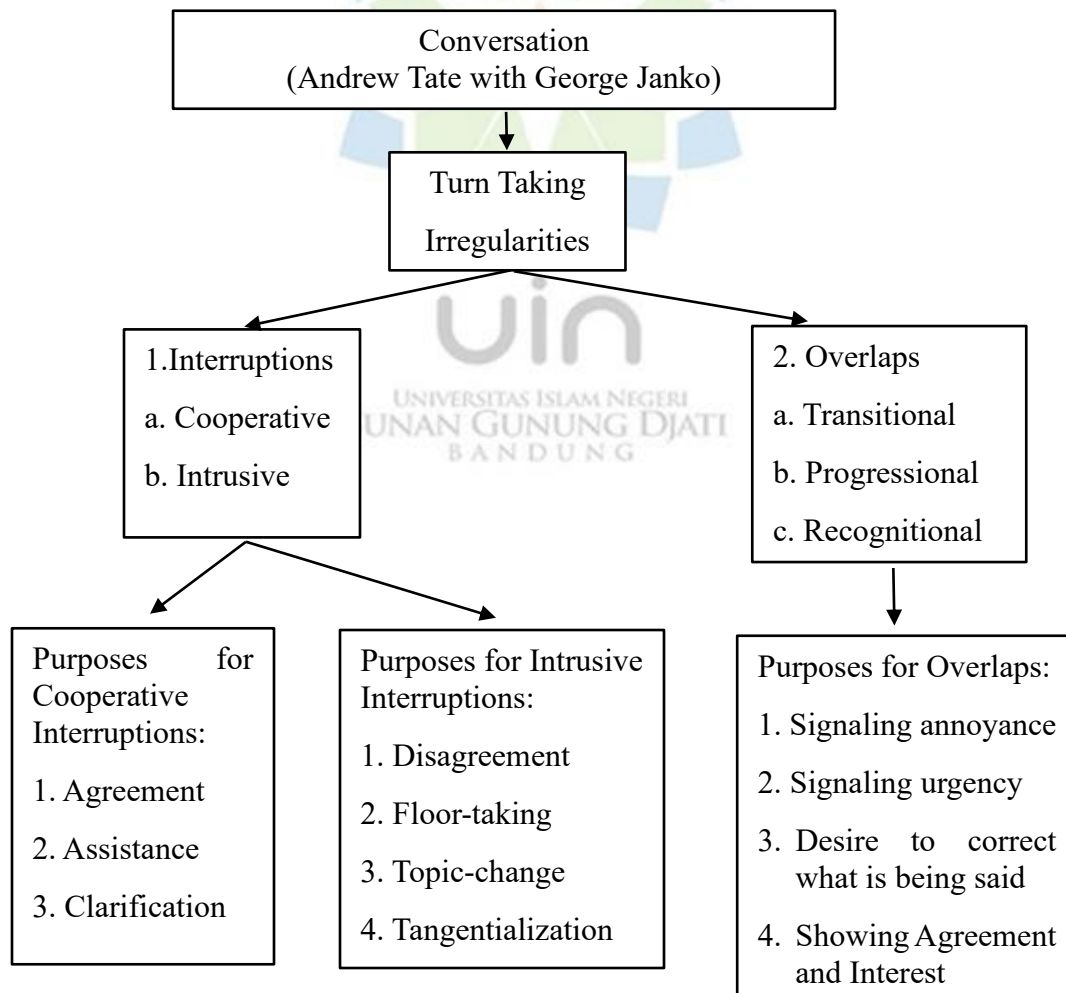 Conversation
(Andrew Tate with George Janko)
Turn Taking
Irregularities
uin
UNIVERSITAS ISLAM NEGERI
UNAN GUNUNG DJATI
BANDUNG
1.Interruptions
a. Cooperative
b. Intrusive
2. Overlaps
a. Transitional
b. Progressional
c. Recognitional
Purposes for
Cooperative
Interruptions:
1. Agreement
2. Assistance
3. Clarification
Purposes for Intrusive
Interruptions:
1. Disagreement
2. Floor-taking
3. Topic-change
4. Tangentialization
Purposes for Overlaps:
1. Signaling annoyance
2. Signaling urgency
3. Desire to correct
what is being said
4. Showing Agreement
and Interest